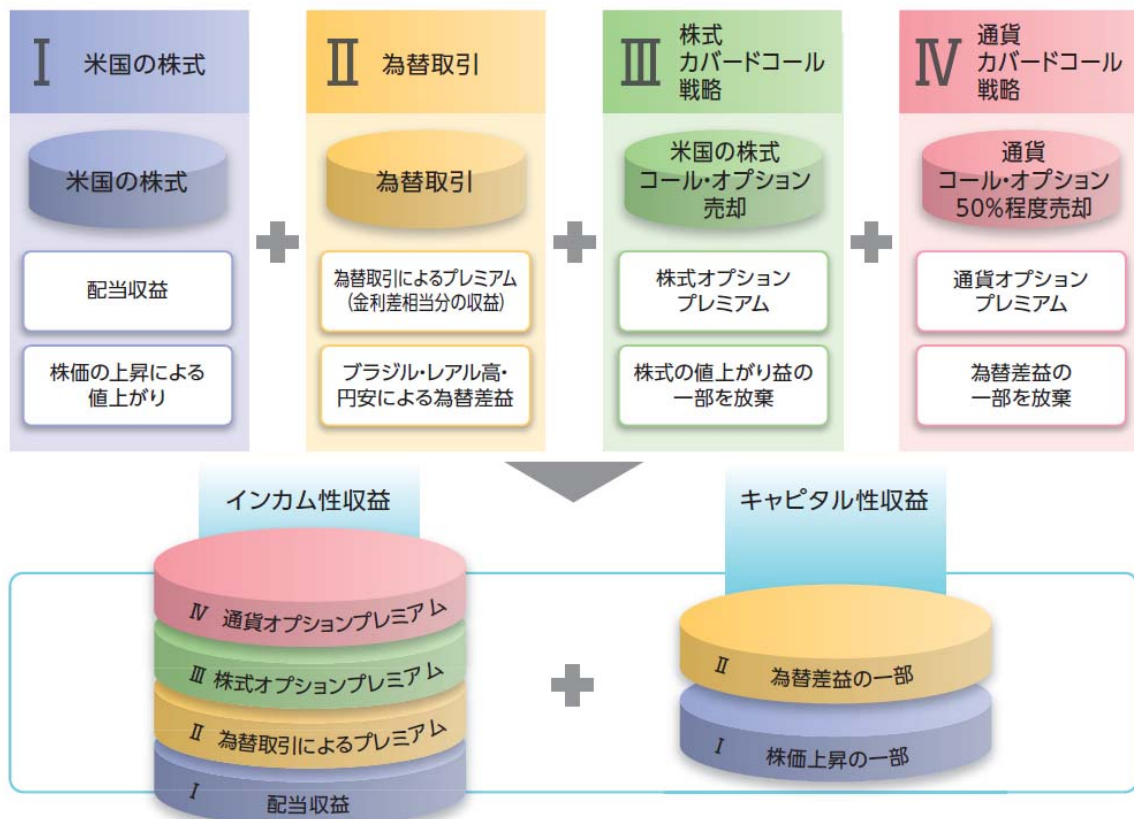 Ⅰ 米国の株式
Ⅱ 為替取引
Ⅲ 株式
カバードコール
戦略
Ⅳ 通貨
カバードコール
戦略
米国の株式
為替取引
米国の株式
コール・オプション
売却
通貨
コール・オプション
50%程度売却
配当収益
為替取引によるプレミアム
(金利差相当分の収益)
株式オプション
プレミアム
通貨オプション
プレミアム
株価の上昇による
値上がり
ブラジル・レアル高・
円安による為替差益
株式の値上がり益の
一部を放棄
為替差益の
一部を放棄
インカム性収益
Ⅳ 通貨オプションプレミアム
Ⅲ 株式オプションプレミアム
Ⅱ 為替取引によるプレミアム
Ⅰ 配当収益
キャピタル性収益
Ⅱ 為替差益の一部
Ⅰ 株価上昇の一部